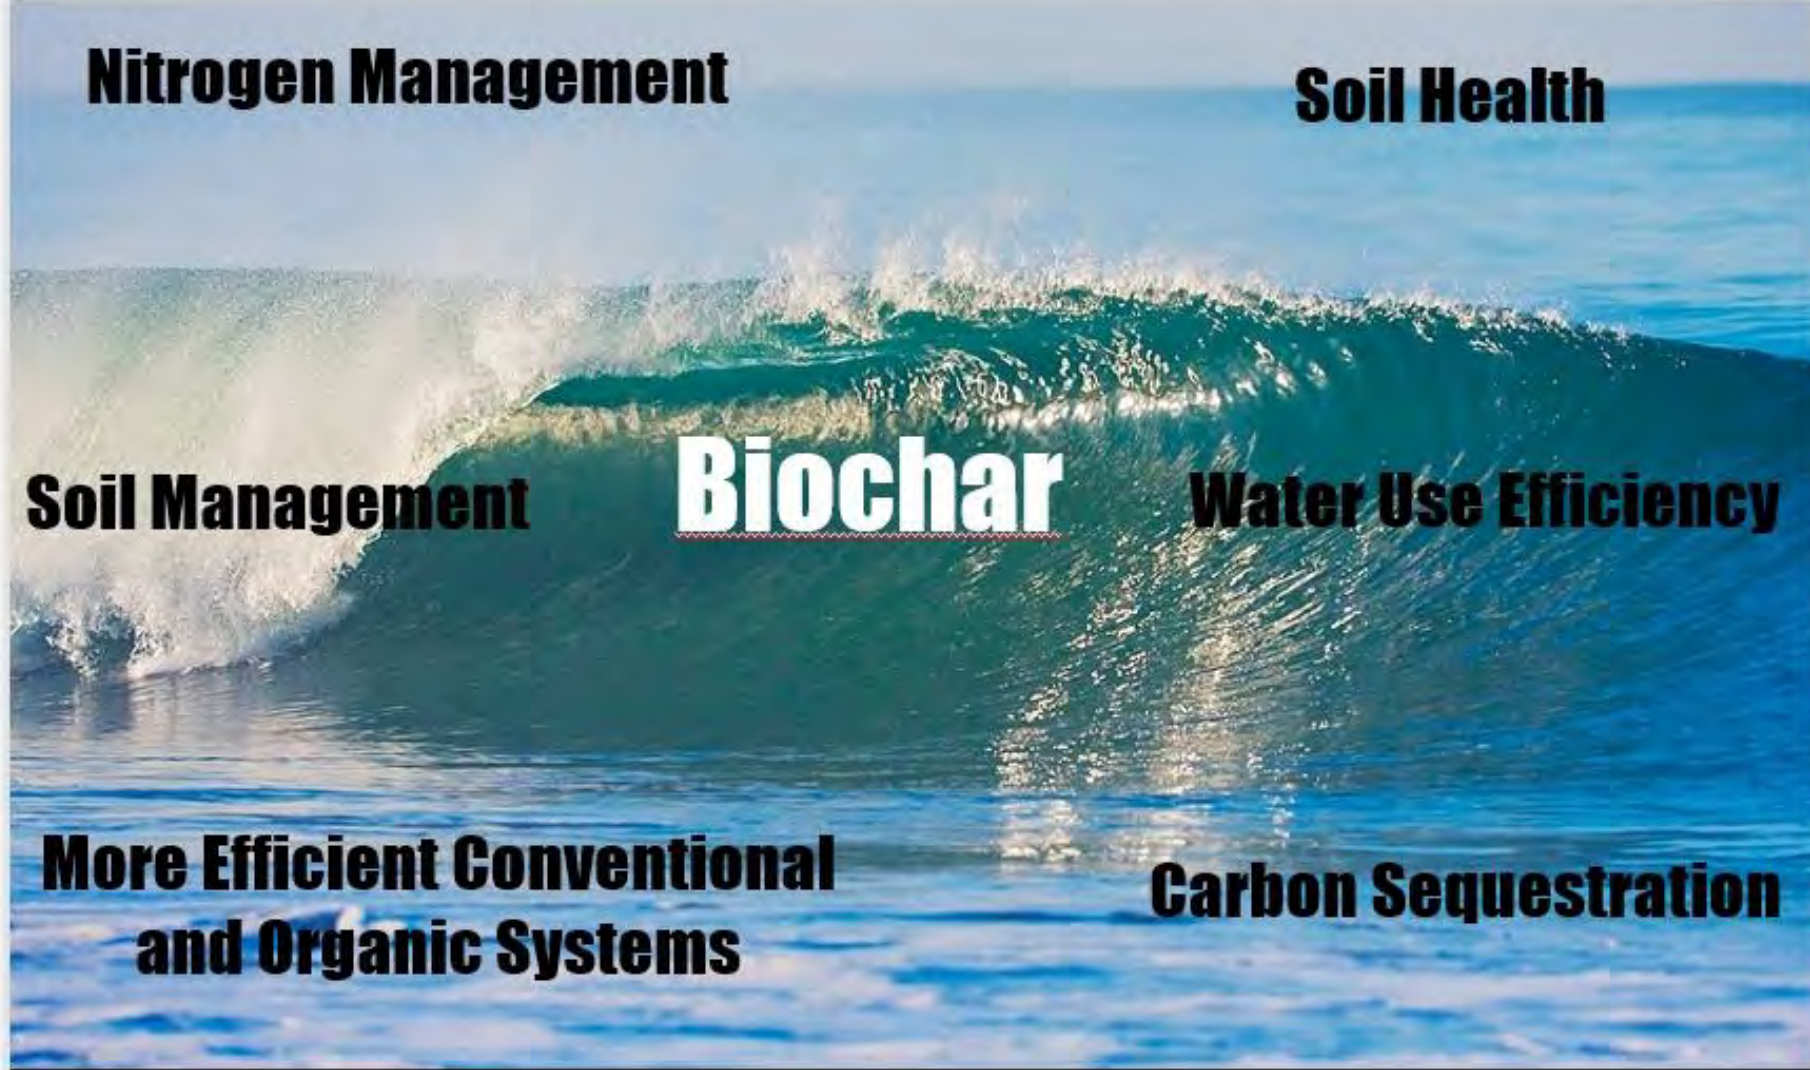 Nitrogen Management
Soil Health
Soil Management
Biochar
Water Use Efficiency
More Efficient Conventional
and Organic Systems
Carbon Sequestration